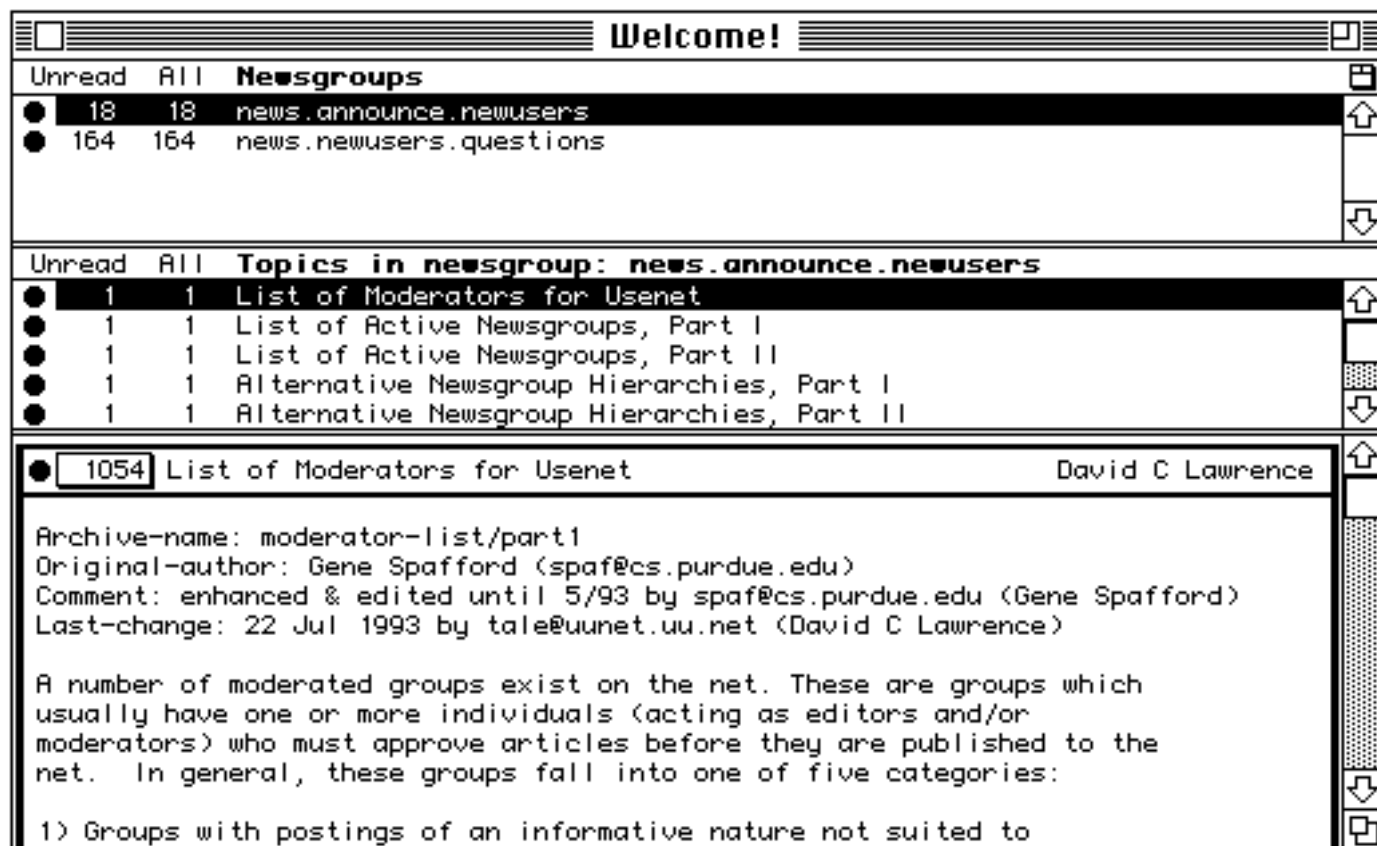 Welcome!
Unread All Newsgroups
18 18 news.announce.newusers
164 164 news.newusers.questions
Unread All Topics in newsgroup: news.announce.newusers
1 1 List of Moderators for Usenet
1 1 List of Active Newsgroups, Part I
1 1 List of Active Newsgroups, Part II
1 1 Alternative Newsgroup Hierarchies, Part I
1 1 Alternative Newsgroup Hierarchies, Part II
1054 List of Moderators for Usenet David C Lawrence
Archive-name: moderator-list/part1
Original-author: Gene Spafford (spaf@cs.purdue.edu)
Comment: enhanced & edited until 5/93 by spaf@cs.purdue.edu (Gene Spafford)
Last-change: 22 Jul 1993 by tale@uunet.uu.net (David C Lawrence)
A number of moderated groups exist on the net. These are groups which
usually have one or more individuals (acting as editors and/or
moderators) who must approve articles before they are published to the
net.  In general, these groups fall into one of five categories:
1) Groups with postings of an informative nature not suited to